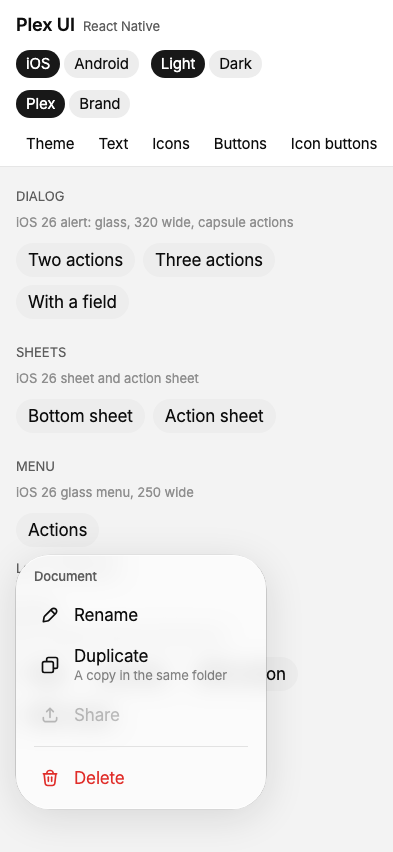 Plex UI React Native
iOS Android Light Dark
Plex Brand
Theme Text Icons Buttons Icon buttons
DIALOG
iOS 26 alert: glass, 320 wide, capsule actions
Two actions Three actions
With a field
SHEETS
iOS 26 sheet and action sheet
Bottom sheet Action sheet
MENU
iOS 26 glass menu, 250 wide
Actions
Document
Rename
Duplicate
A copy in the same folder
on
Share
Delete